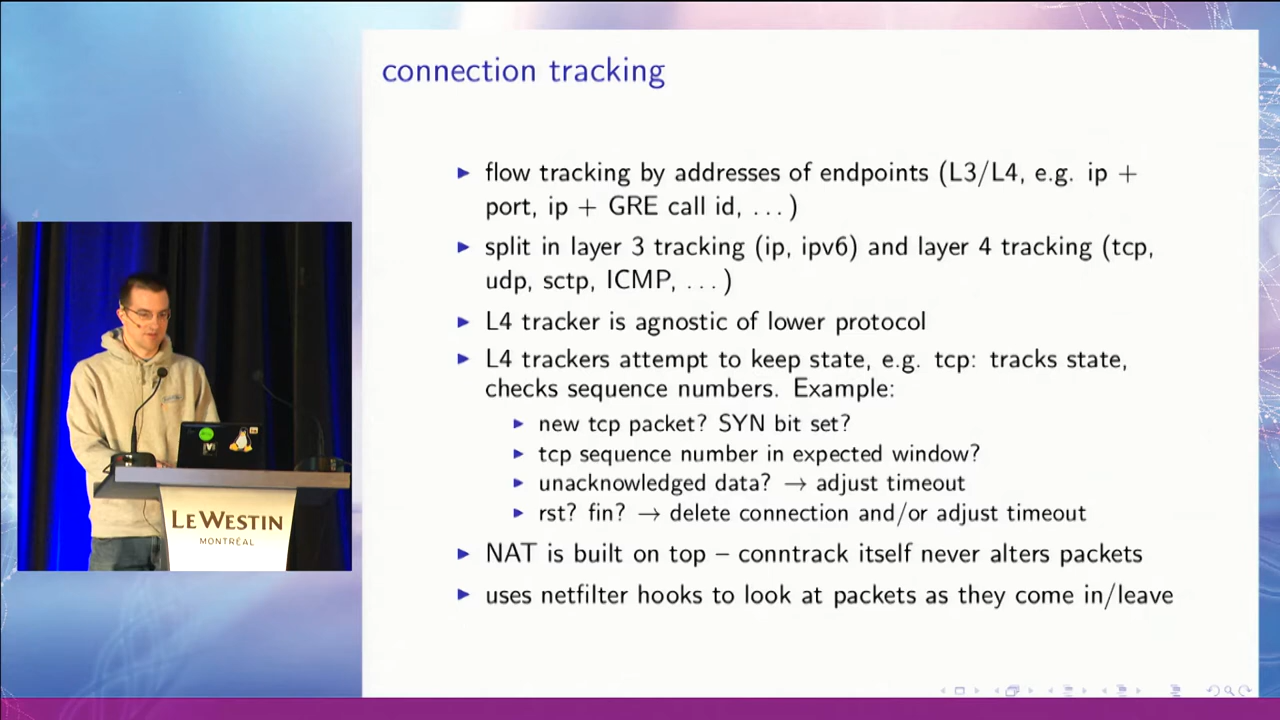 connection tracking
▶ flow tracking by addresses of endpoints (L3/L4, e.g. ip +
port, ip + GRE call id, ...)
▶ split in layer 3 tracking (ip, ipv6) and layer 4 tracking (tcp,
udp, sctp, ICMP, ...)
▶ L4 tracker is agnostic of lower protocol
▶ L4 trackers attempt to keep state, e.g. tcp: tracks state,
checks sequence numbers. Example:
▶ new tcp packet? SYN bit set?
▶ tcp sequence number in expected window?
▶ unacknowledged data? → adjust timeout
▶ rst? fin? → delete connection and/or adjust timeout
▶ NAT is built on top – conntrack itself never alters packets
▶ uses netfilter hooks to look at packets as they come in/leave
LE WESTIN
MONTRÉAL